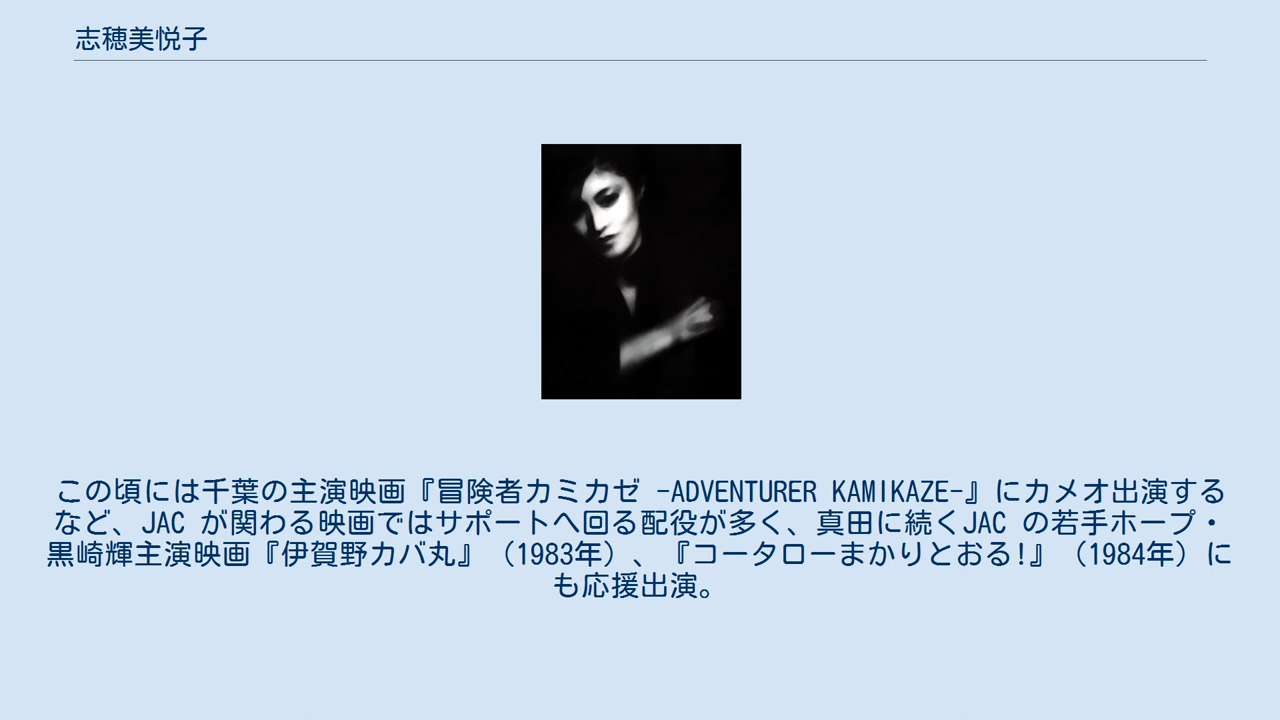 志穂美悦子
この頃には千葉の主演映画『冒険者カミカゼ -ADVENTURER KAMIKAZE-』にカメオ出演する
など、JAC が関わる映画ではサポートへ回る配役が多く、真田に続くJAC の若手ホープ・
黒崎輝主演映画『伊賀野カバ丸』（1983年）、『コータローまかりとおる!』（1984年）に
も応援出演。